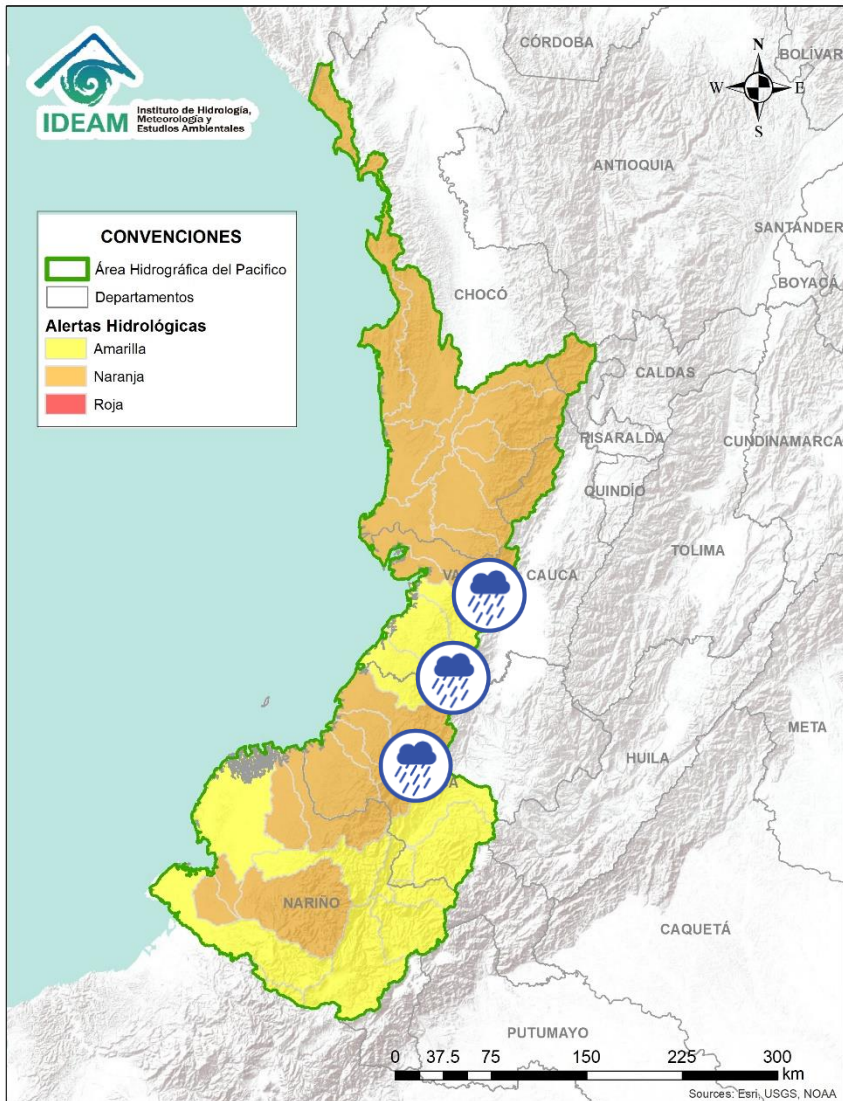 IDEAM
Instituto de Hidrología,
Meteorología y
Estudios Ambientales
CÓRDOBA
BOLÍVAR
N
W E
S
ANTIOQUIA
SANTANDER
BOYACÁ
CONVENCIONES
Área Hidrográfica del Pacifico
Departamentos
Alertas Hidrológicas
Amarilla
Naranja
Roja
CHOCÓ
CALDAS
RISARALDA
CUNDINAMARCA
QUINDÍO
TOLIMA
CAUCA
META
HUILA
NARIÑO
CAQUETÁ
PUTUMAYO
0 37.5 75 150 225 300
km
Sources: Esri, USGS, NOAA